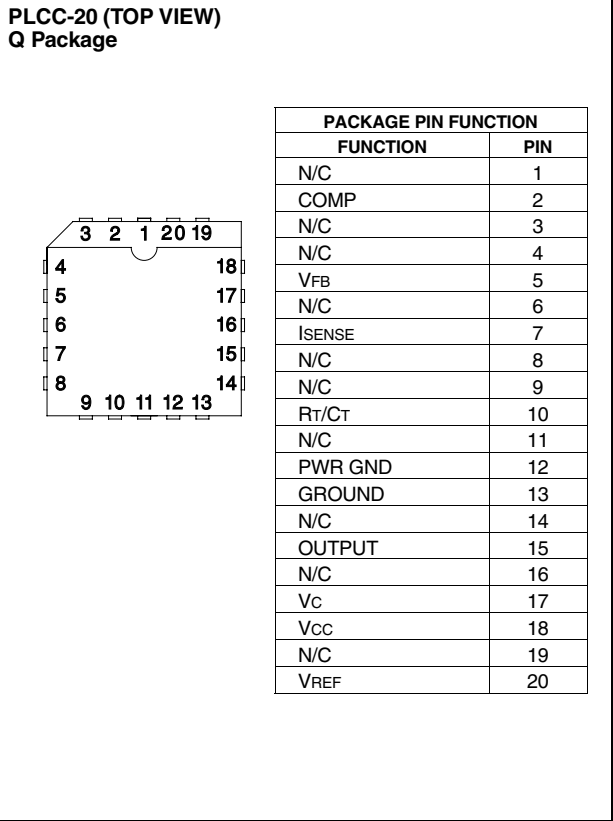 PLCC-20 (TOP VIEW)
Q Package
3 2 1 20 19
4 18
5 17
6 16
7 15
8 14
9 10 11 12 13
PACKAGE PIN FUNCTION
FUNCTION PIN
N/C 1
COMP 2
N/C 3
N/C 4
VFB 5
N/C 6
ISENSE 7
N/C 8
N/C 9
RT/CT 10
N/C 11
PWR GND 12
GROUND 13
N/C 14
OUTPUT 15
N/C 16
VC 17
VCC 18
N/C 19
VREF 20